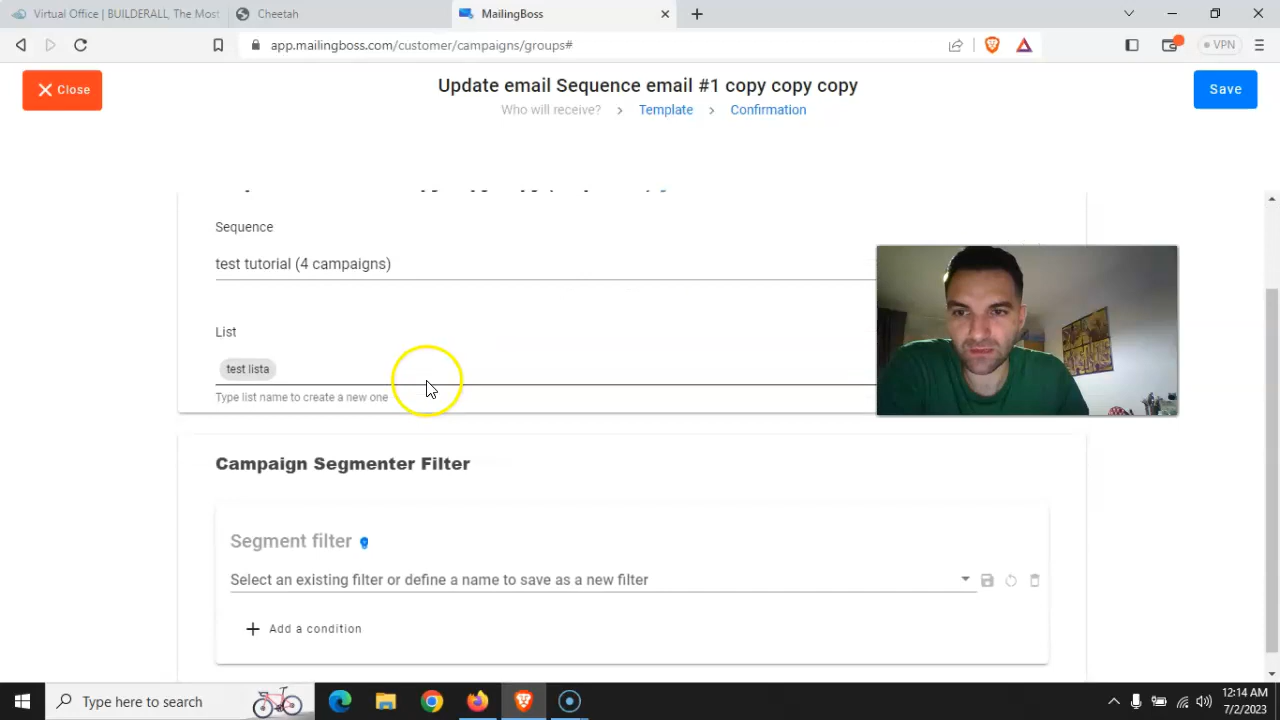 Virtual Office | BUILDERALL, The Most
Cheetah
MailingBoss
app.mailingboss.com/customer/campaigns/groups#
VPN
Close
Update email Sequence email #1 copy copy copy
Who will receive? > Template > Confirmation
Save
Sequence
test tutorial (4 campaigns)
List
test lista
Type list name to create a new one
Campaign Segmenter Filter
Segment filter
Select an existing filter or define a name to save as a new filter
Add a condition
Type here to search
12:14 AM
7/2/2023